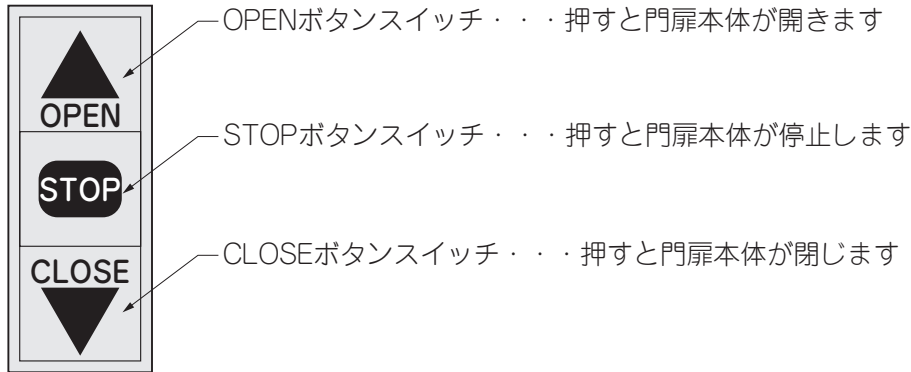 OPENボタンスイッチ・・・押すと門扉本体が開きます
OPEN
STOPボタンスイッチ・・・押すと門扉本体が停止します
STOP
CLOSEボタンスイッチ・・・押すと門扉本体が閉じます
CLOSE